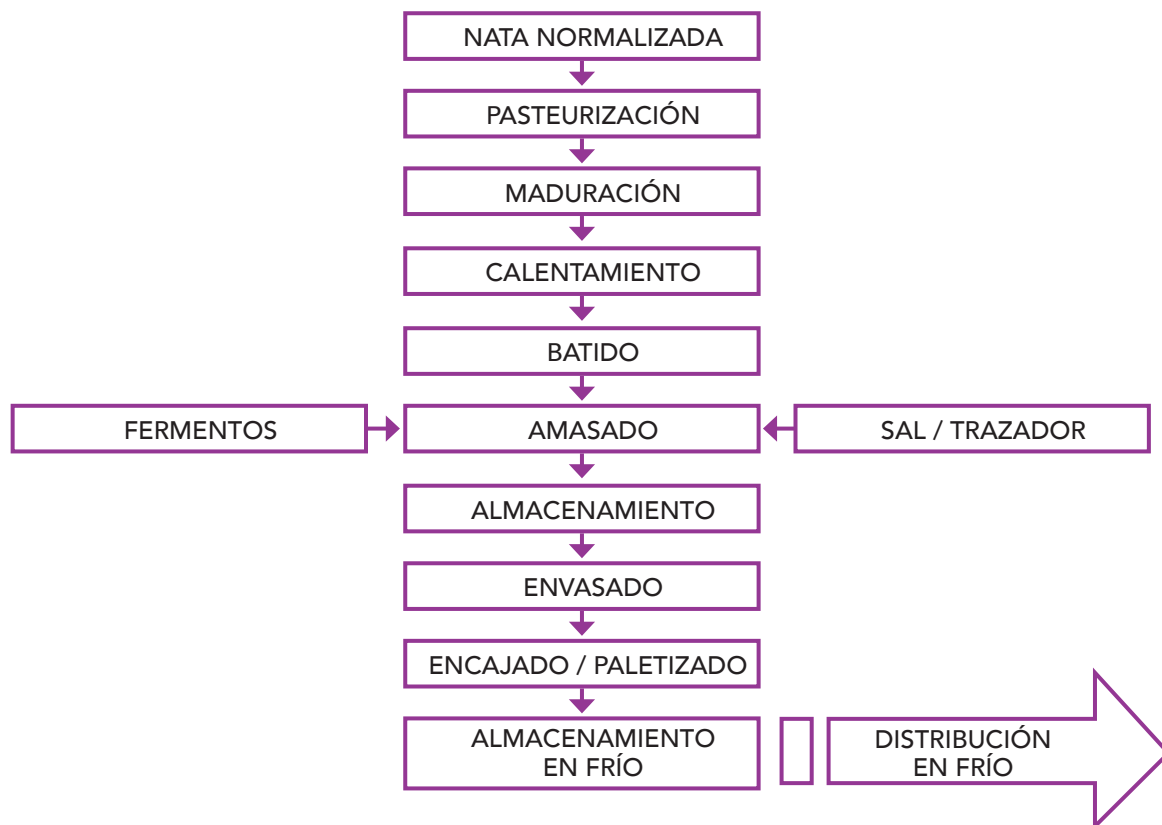 NATA NORMALIZADA
PASTEURIZACIÓN
MADURACIÓN
CALENTAMIENTO
BATIDO
FERMENTOS
AMASADO
SAL / TRAZADOR
ALMACENAMIENTO
ENVASADO
ENCAJADO / PALETIZADO
ALMACENAMIENTO
EN FRÍO
DISTRIBUCIÓN
EN FRÍO